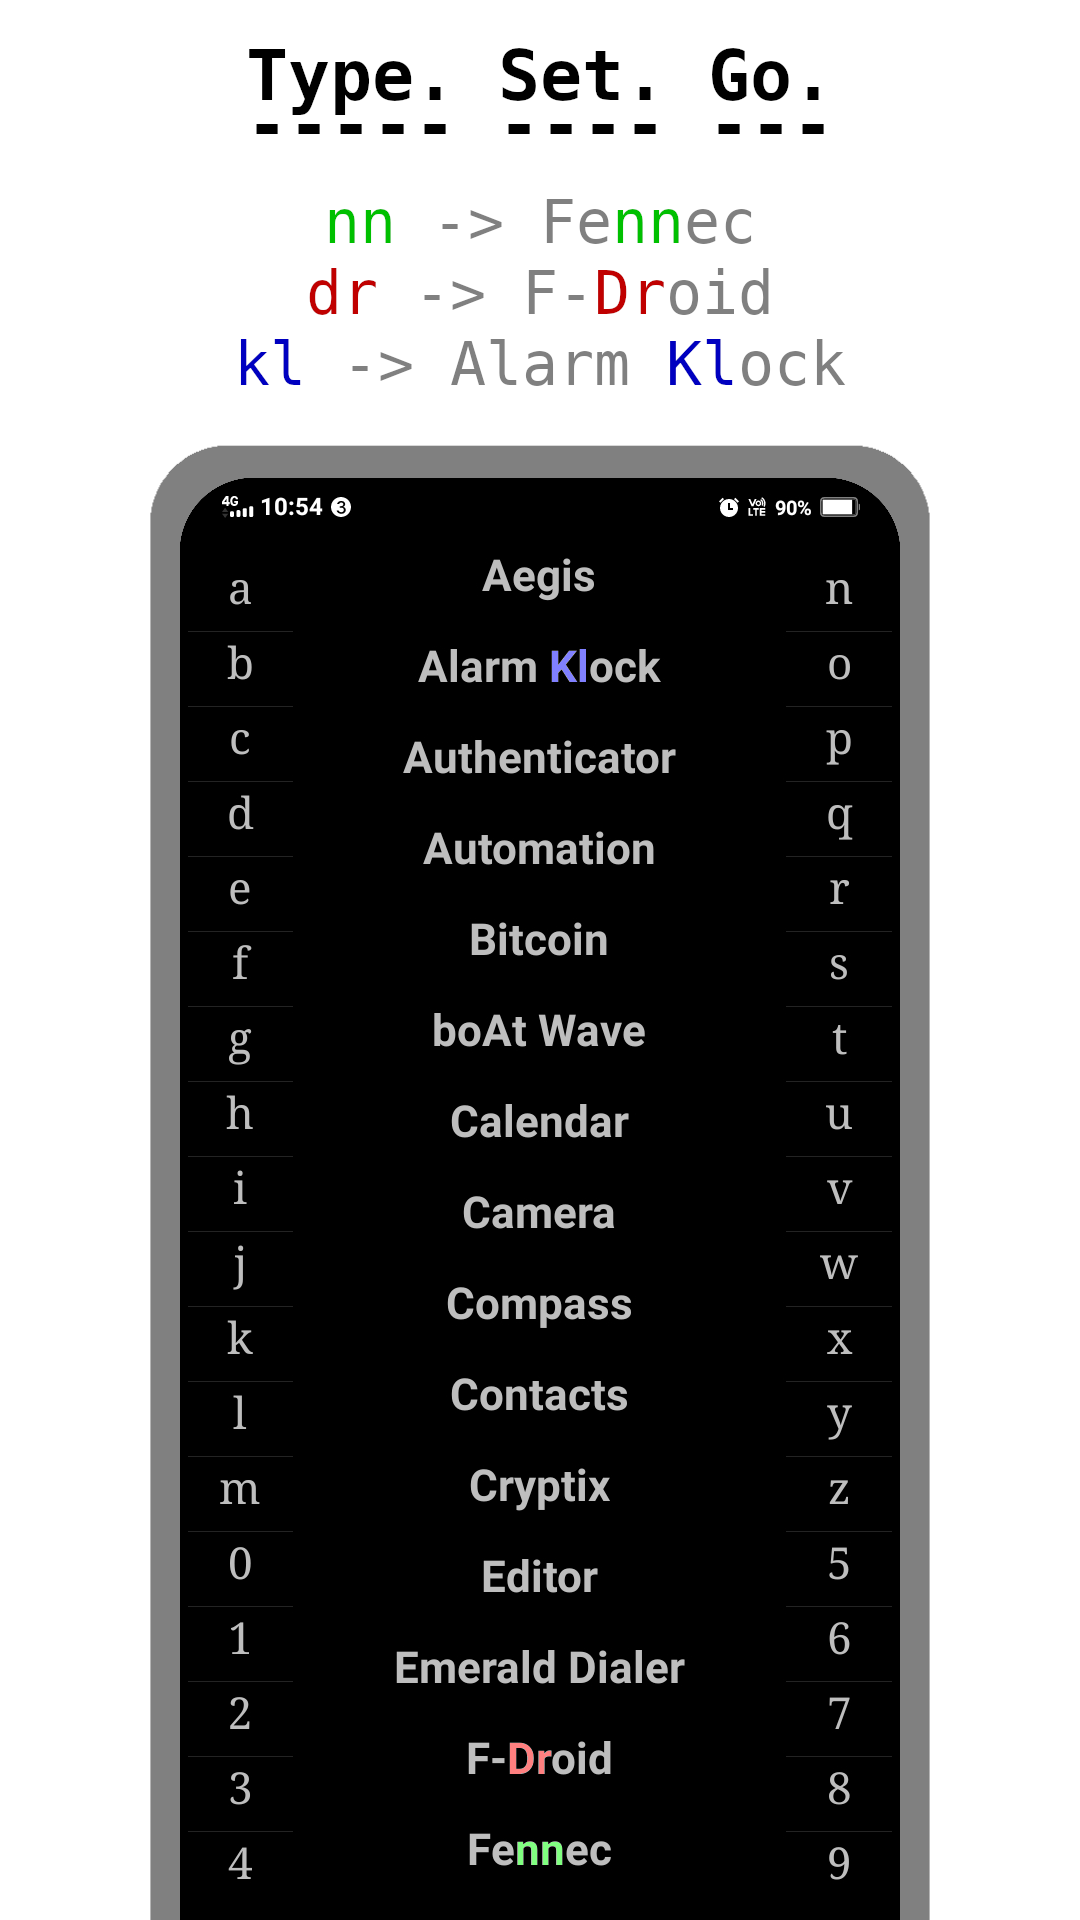 Type. Set. Go.
----- ---- ---
nn -> Fennec
dr -> F-Droid
kl -> Alarm Klock
4G 10:54 3 Vo) LTE 90%
a
b
c
d
e
f
g
h
i
j
k
l
m
0
1
2
3
4
Aegis
Alarm Klock
Authenticator
Automation
Bitcoin
boAt Wave
Calendar
Camera
Compass
Contacts
Cryptix
Editor
Emerald Dialer
F-Droid
Fennec
n
o
p
q
r
s
t
u
v
w
x
y
z
5
6
7
8
9